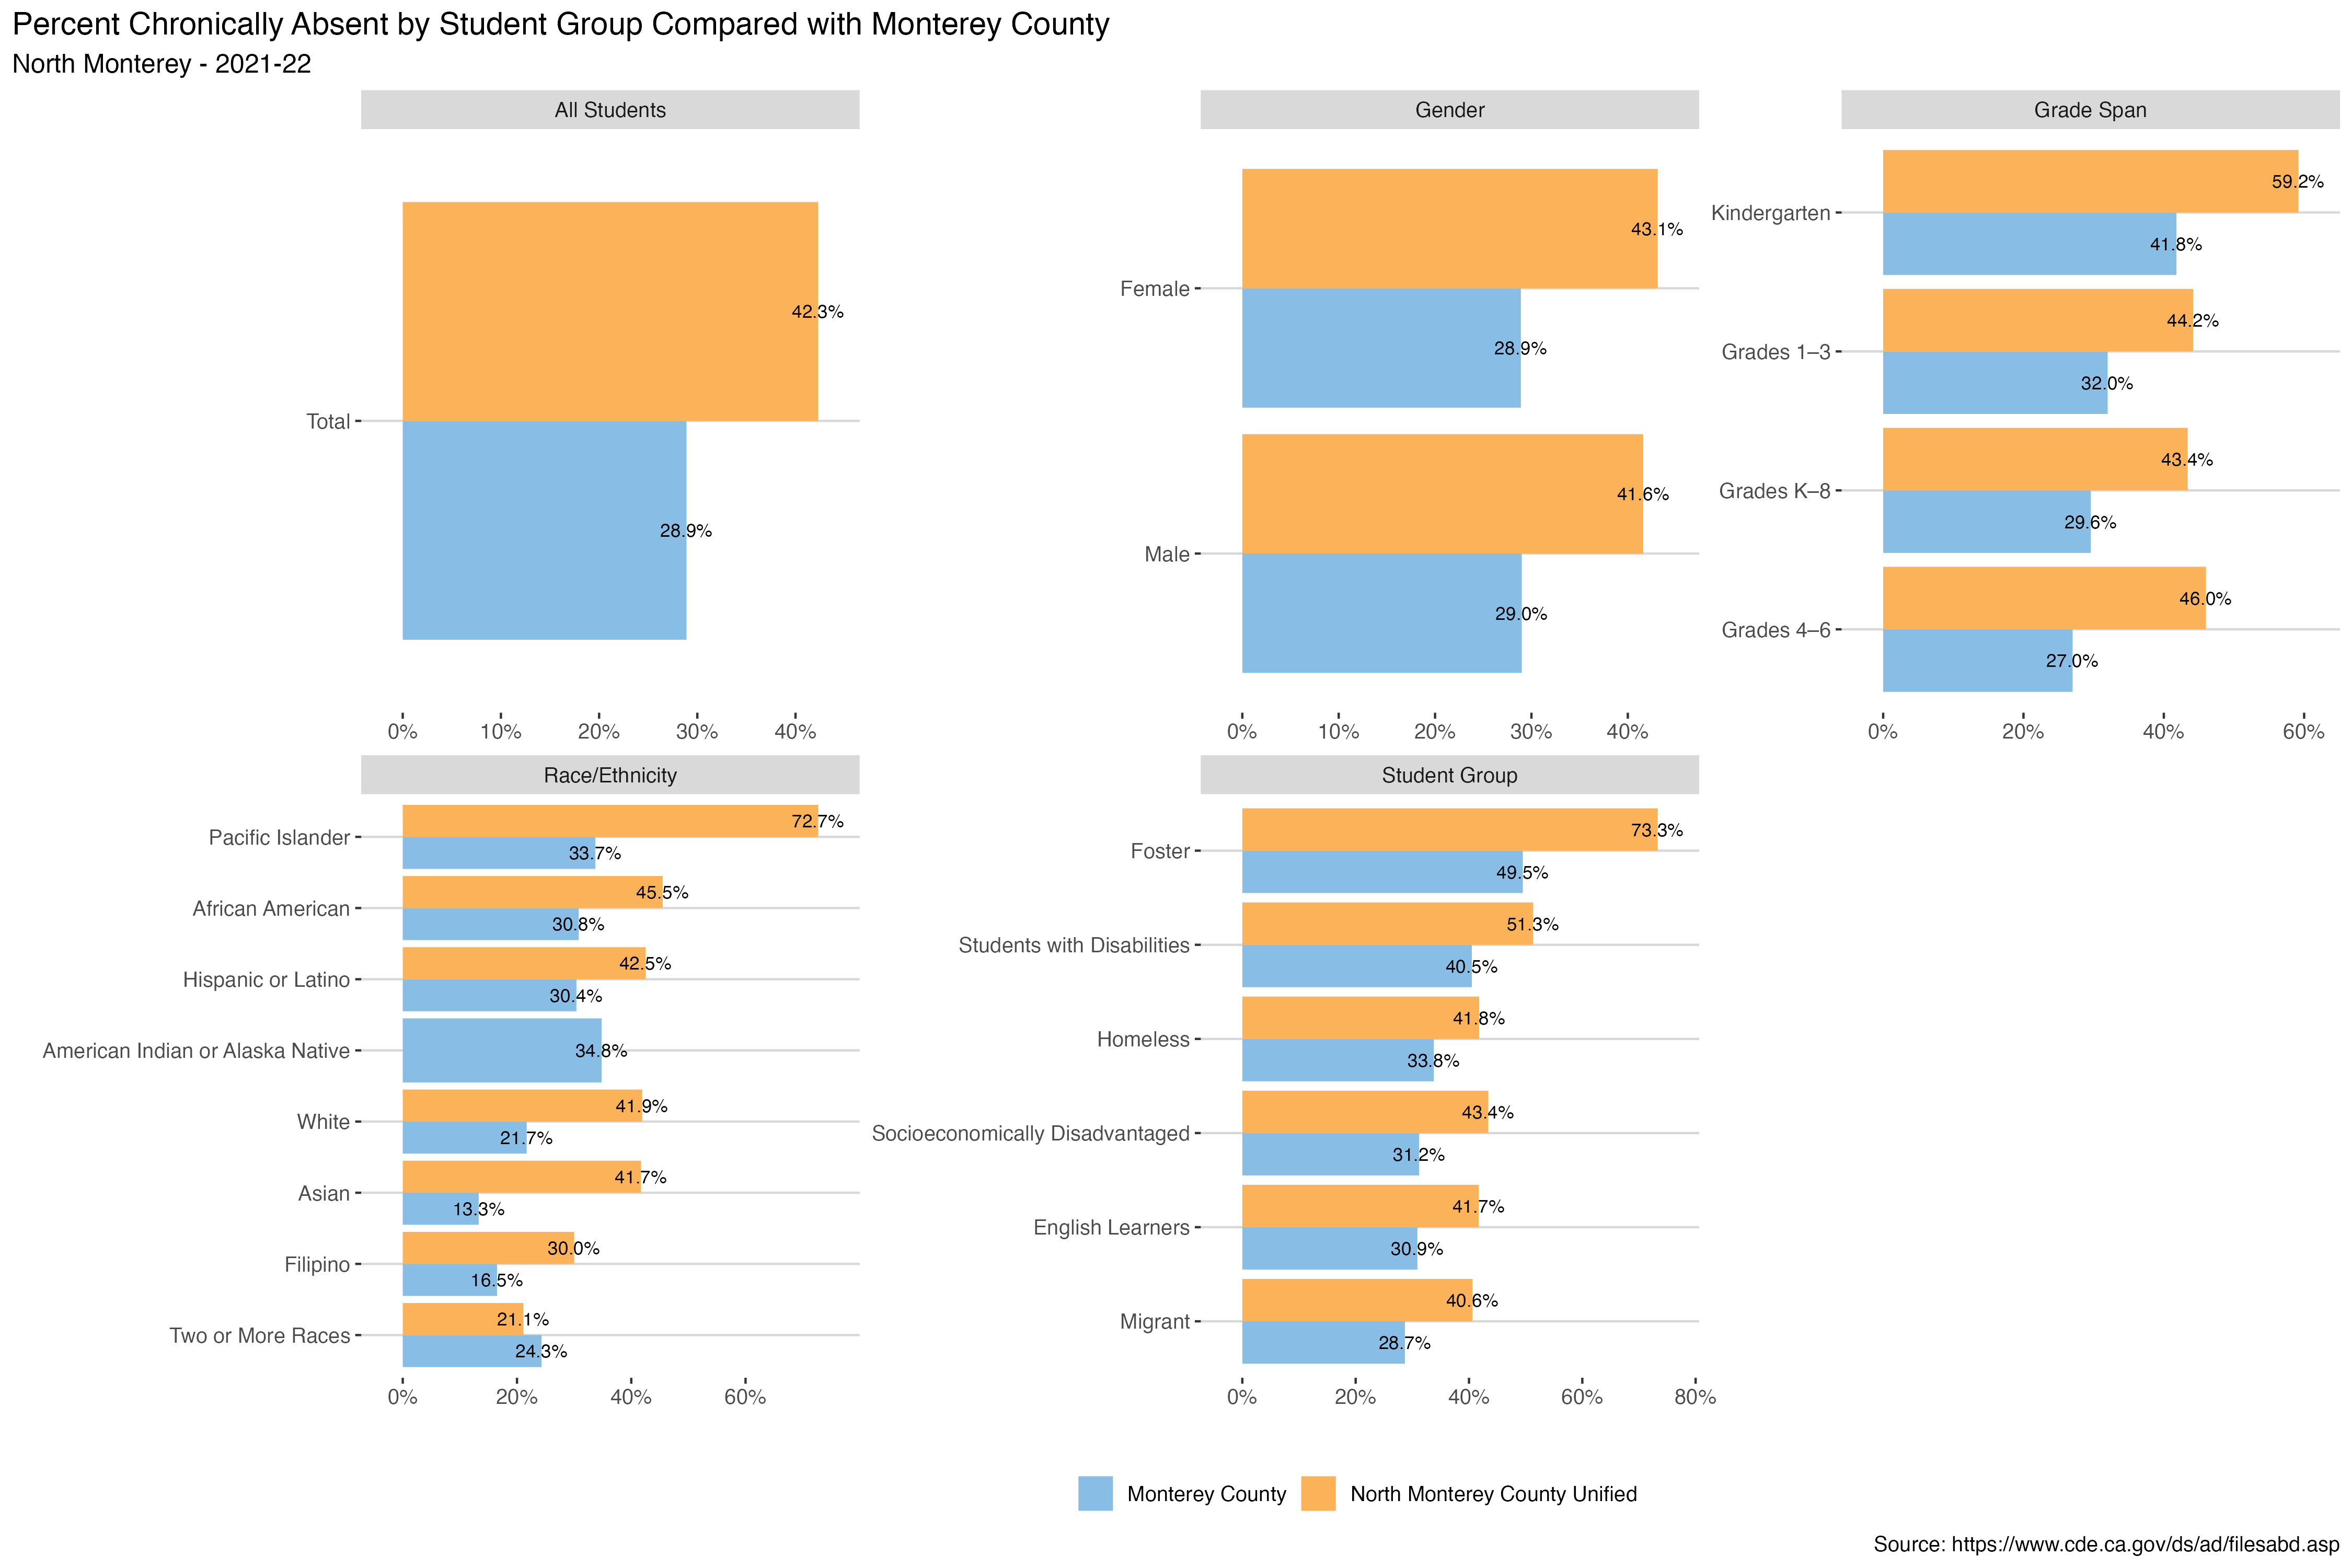 Percent Chronically Absent by Student Group Compared with Monterey County
North Monterey - 2021-22
All Students
Total
42.3%
28.9%
0% 10% 20% 30% 40%
Gender
Female
43.1%
28.9%
Male
41.6%
29.0%
0% 10% 20% 30% 40%
Grade Span
Kindergarten
59.2%
41.8%
Grades 1–3
44.2%
32.0%
Grades K–8
43.4%
29.6%
Grades 4–6
46.0%
27.0%
0% 20% 40% 60%
Race/Ethnicity
Pacific Islander
72.7%
33.7%
African American
45.5%
30.8%
Hispanic or Latino
42.5%
30.4%
American Indian or Alaska Native
34.8%
White
41.9%
21.7%
Asian
41.7%
13.3%
Filipino
30.0%
16.5%
Two or More Races
21.1%
24.3%
0% 20% 40% 60%
Student Group
Foster
73.3%
49.5%
Students with Disabilities
51.3%
40.5%
Homeless
41.8%
33.8%
Socioeconomically Disadvantaged
43.4%
31.2%
English Learners
41.7%
30.9%
Migrant
40.6%
28.7%
0% 20% 40% 60% 80%
Monterey County
North Monterey County Unified
Source: https://www.cde.ca.gov/ds/ad/filesabd.asp